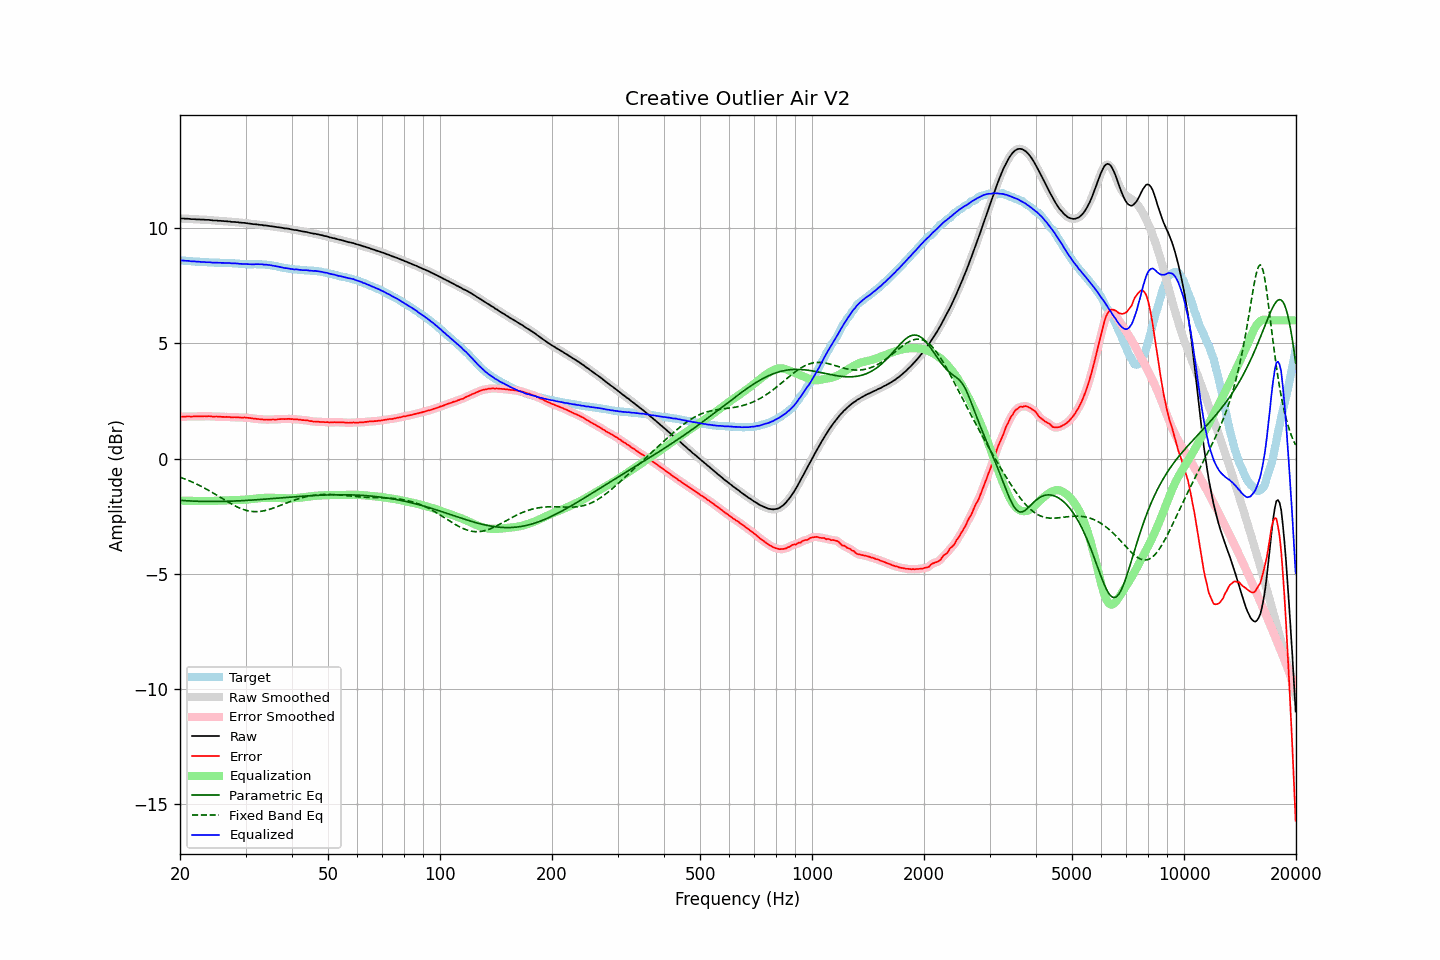 Creative Outlier Air V2
Amplitude (dBr)
10
5
0
−5
−10
−15
Target
Raw Smoothed
Error Smoothed
Raw
Error
Equalization
Parametric Eq
Fixed Band Eq
Equalized
20 50 100 200 500 1000 2000 5000 10000 20000
Frequency (Hz)